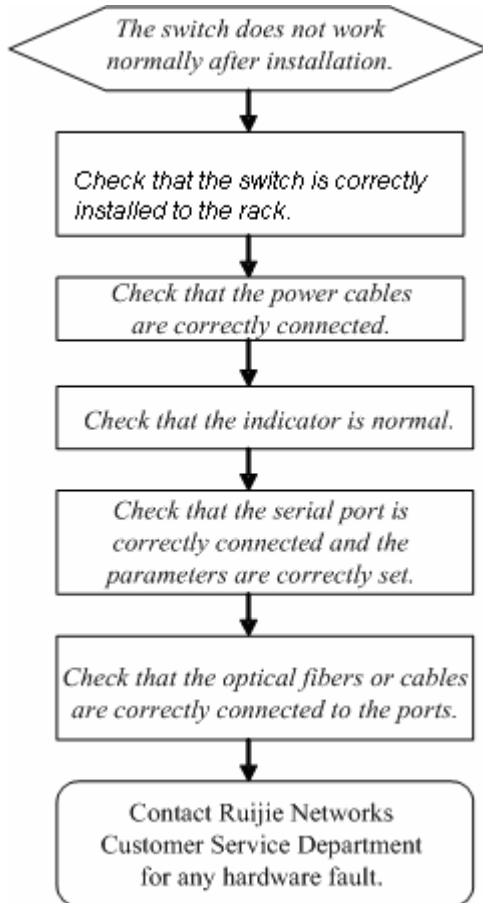 The switch does not work
normally after installation.
Check that the switch is correctly
installed to the rack.
Check that the power cables
are correctly connected.
Check that the indicator is normal.
Check that the serial port is
correctly connected and the
parameters are correctly set.
Check that the optical fibers or cables
are correctly connected to the ports.
Contact Ruijie Networks
Customer Service Department
for any hardware fault.